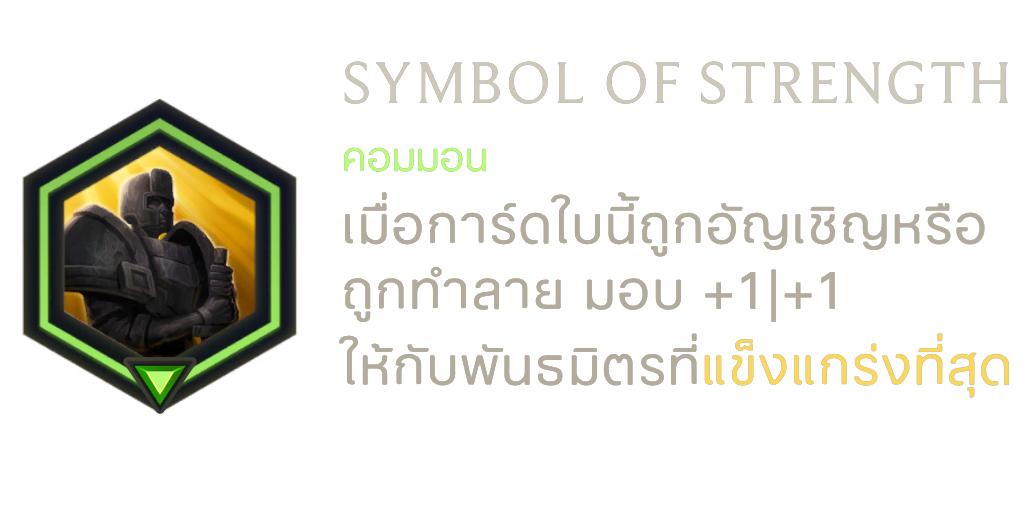 SYMBOL OF STRENGTH
คอมมอน
เมื่อการ์ดใบนี้ถูกอัญเชิญหรือ
ถูกทำลาย มอบ +1|+1
ให้กับพันธมิตรที่แข็งแกร่งที่สุด